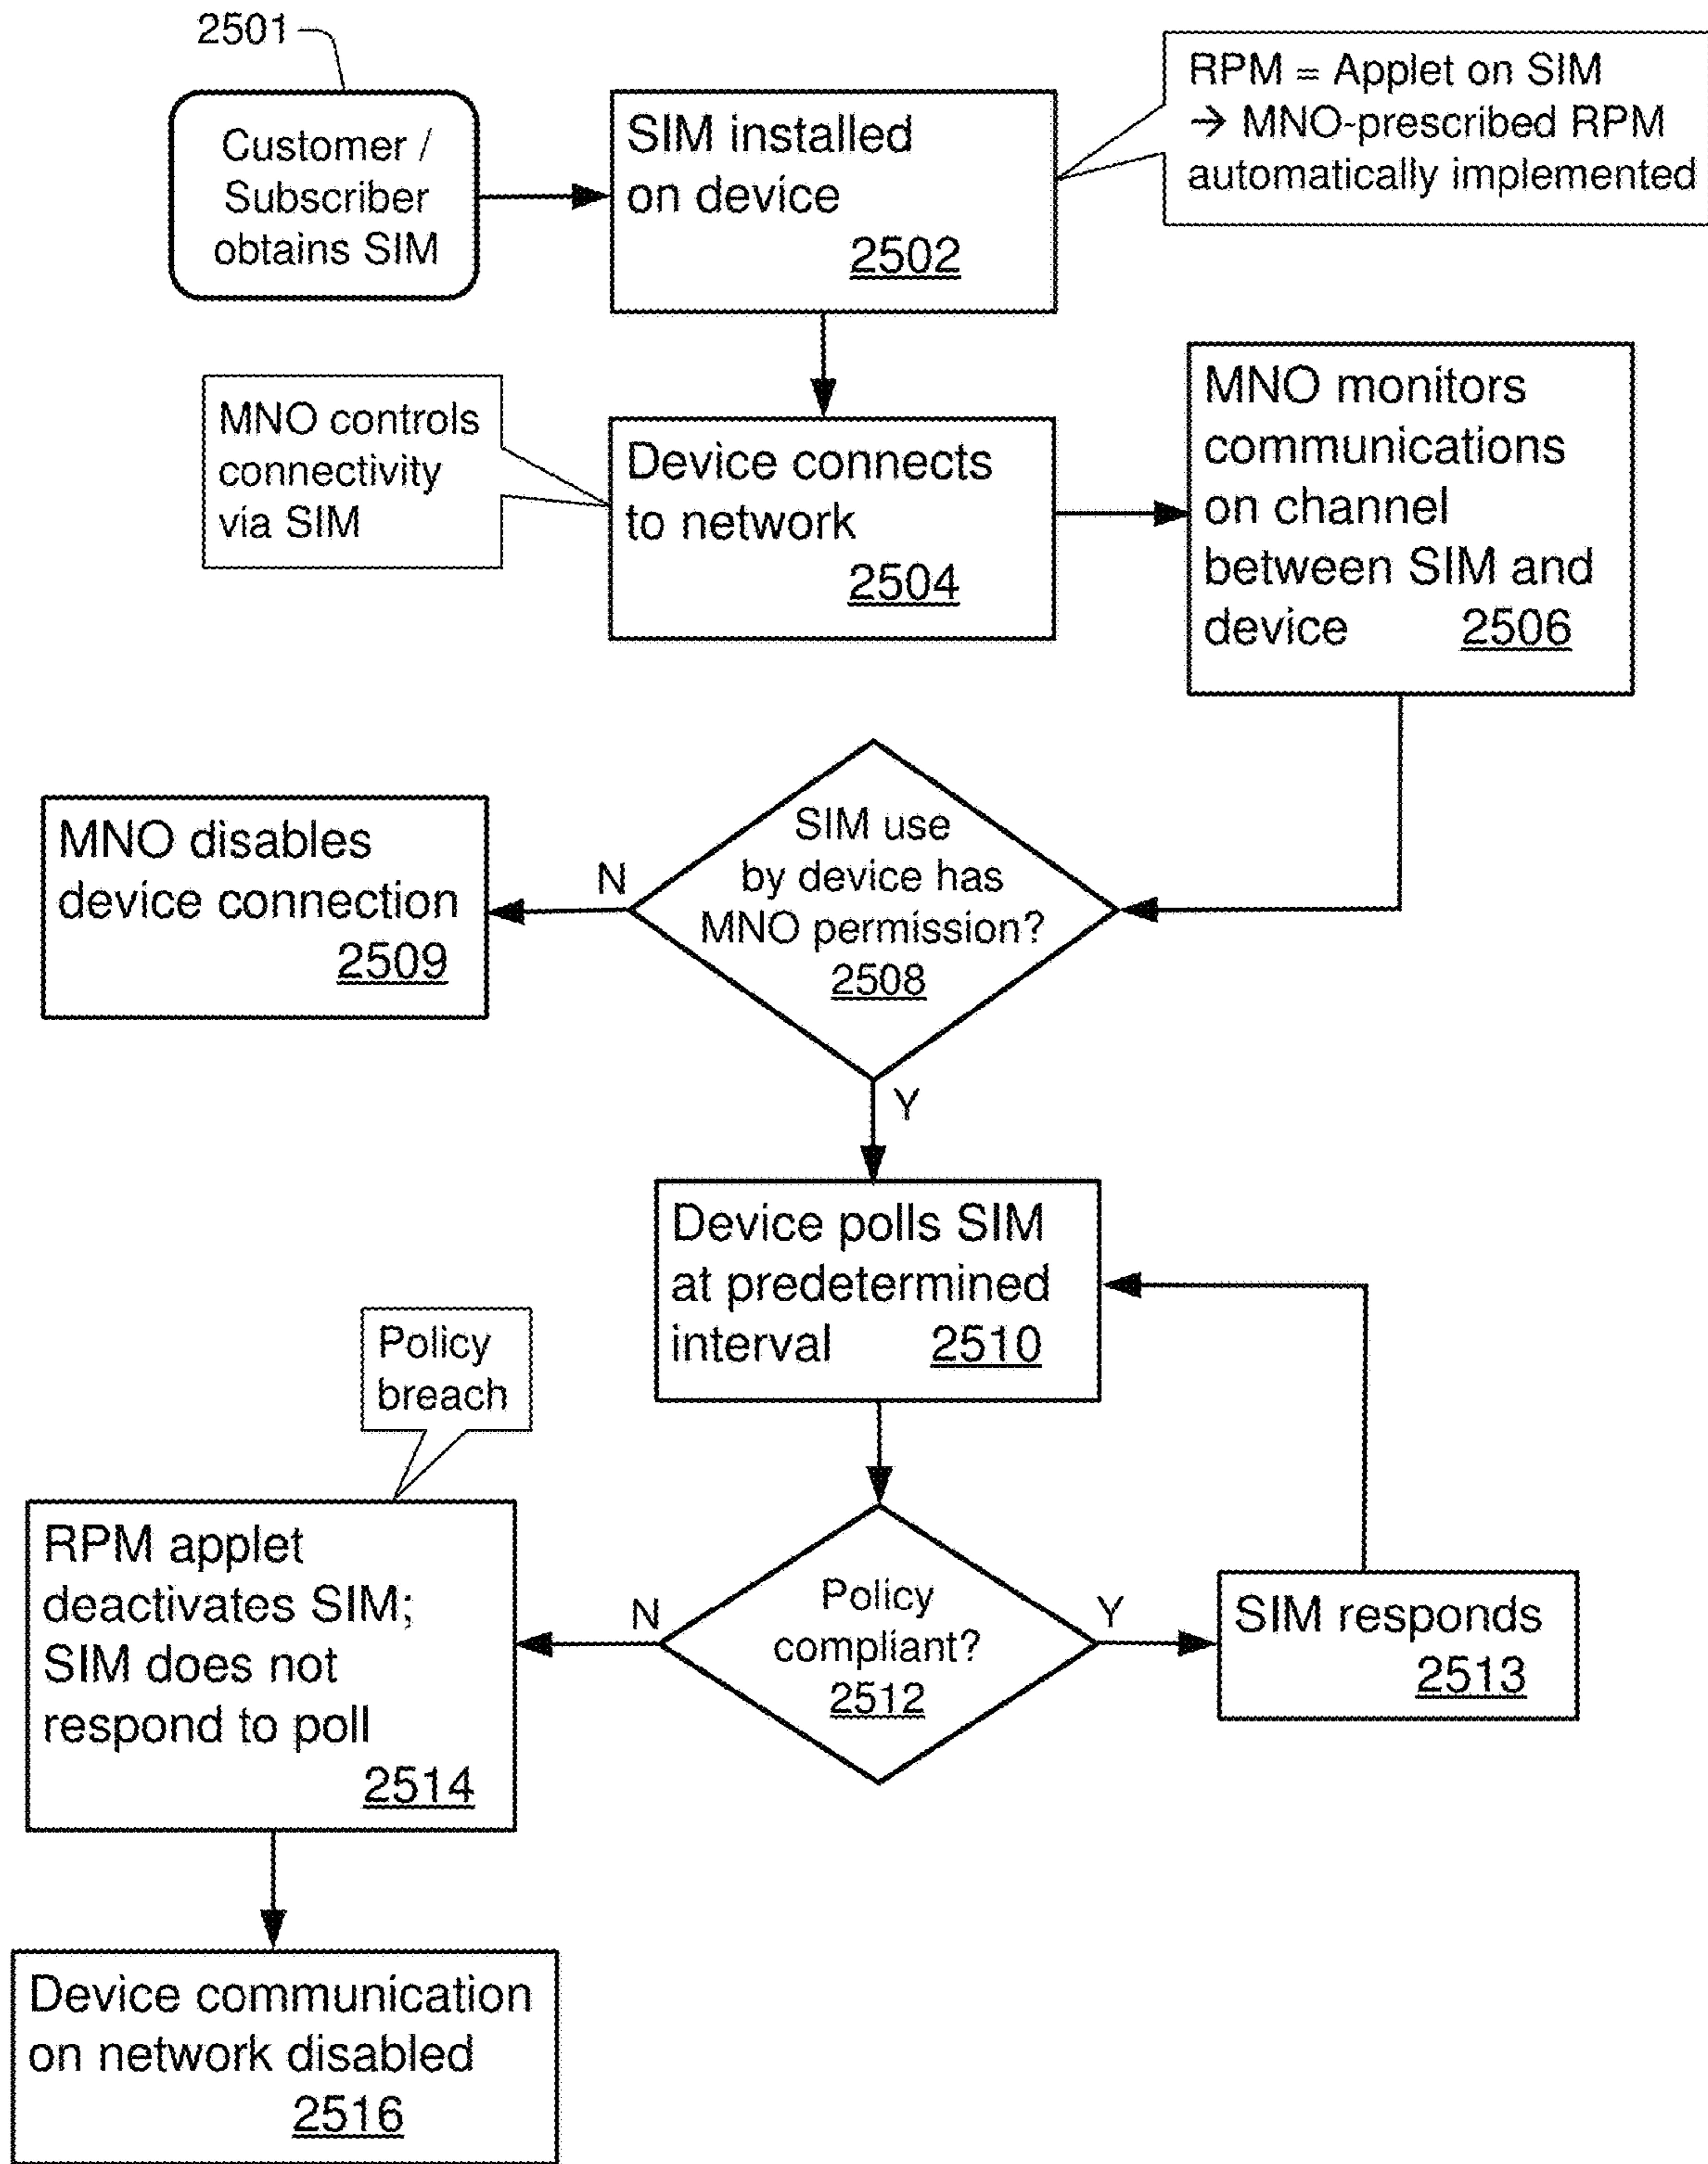 2501
Customer /
Subscriber
obtains SIM
SIM installed
on device
2502
RPM = Applet on SIM
→ MNO-prescribed RPM
automatically implemented
MNO controls
connectivity
via SIM
Device connects
to network
2504
MNO monitors
communications
on channel
between SIM and
device 2506
SIM use
by device has
MNO permission?
2508
N
MNO disables
device connection
2509
Y
Device polls SIM
at predetermined
interval 2510
Policy
breach
Policy
compliant?
2512
N
Y
RPM applet
deactivates SIM;
SIM does not
respond to poll
2514
SIM responds
2513
Device communication
on network disabled
2516